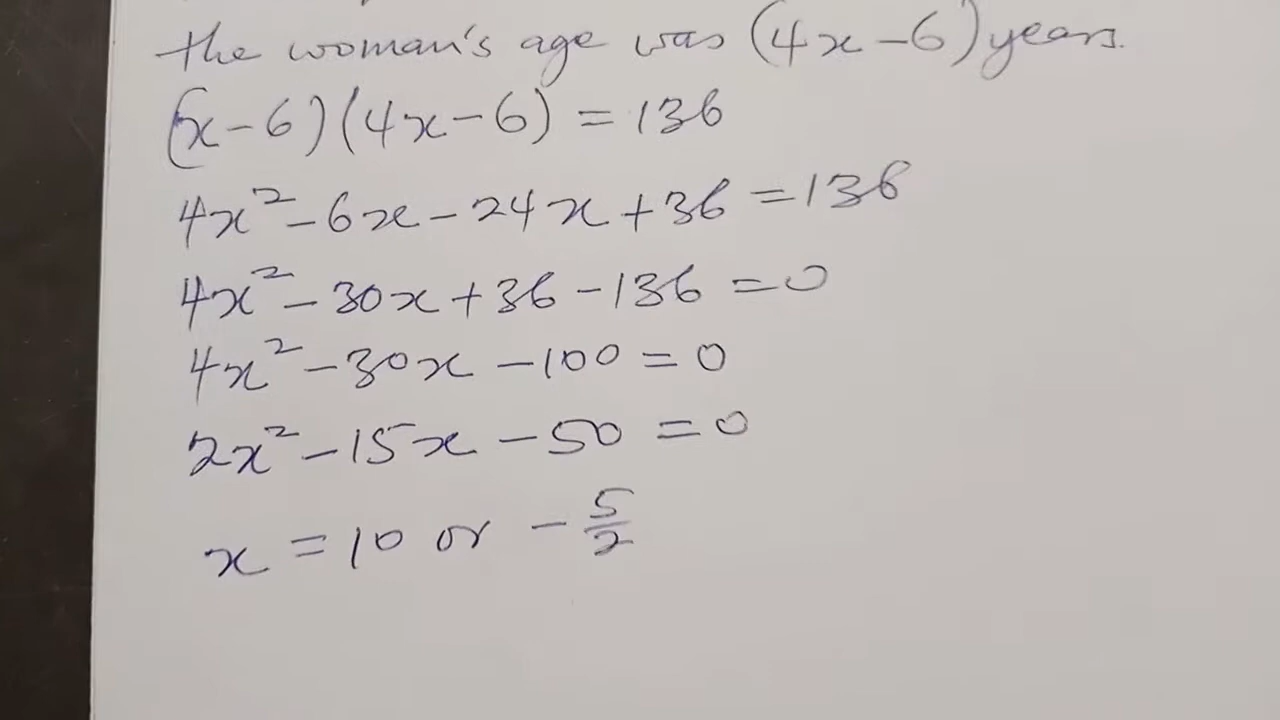 the woman's age was (4x-6) years.
(x-6)(4x-6) = 136
4x² - 6x - 24x + 36 = 136
4x² - 30x + 36 - 136 = 0
4x² - 30x - 100 = 0
2x² - 15x - 50 = 0
x = 10 or - 5/2